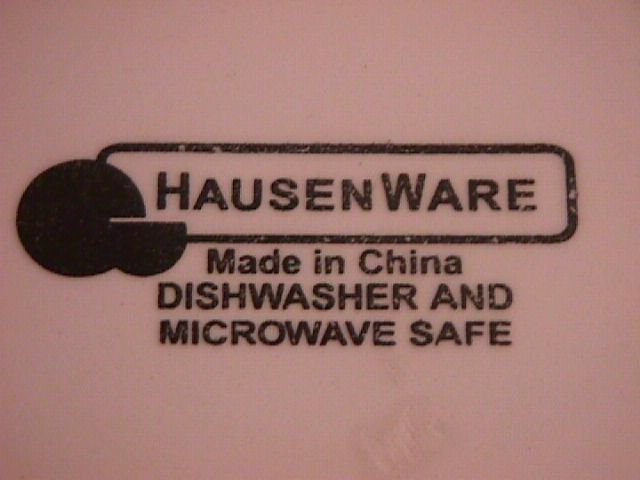 HAUSENWARE
Made in China
DISHWASHER AND
MICROWAVE SAFE